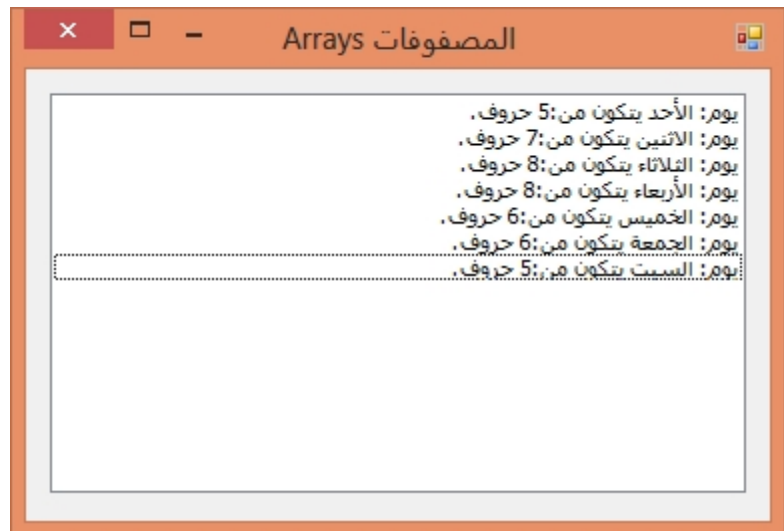 المصفوفات Arrays
يوم: الأحد يتكون من:5 حروف.
يوم: الاثنين يتكون من:7 حروف.
يوم: الثلاثاء يتكون من:8 حروف.
يوم: الأربعاء يتكون من:8 حروف.
يوم: الخميس يتكون من:6 حروف.
يوم: الجمعة يتكون من:6 حروف.
يوم: السبت يتكون من:5 حروف.